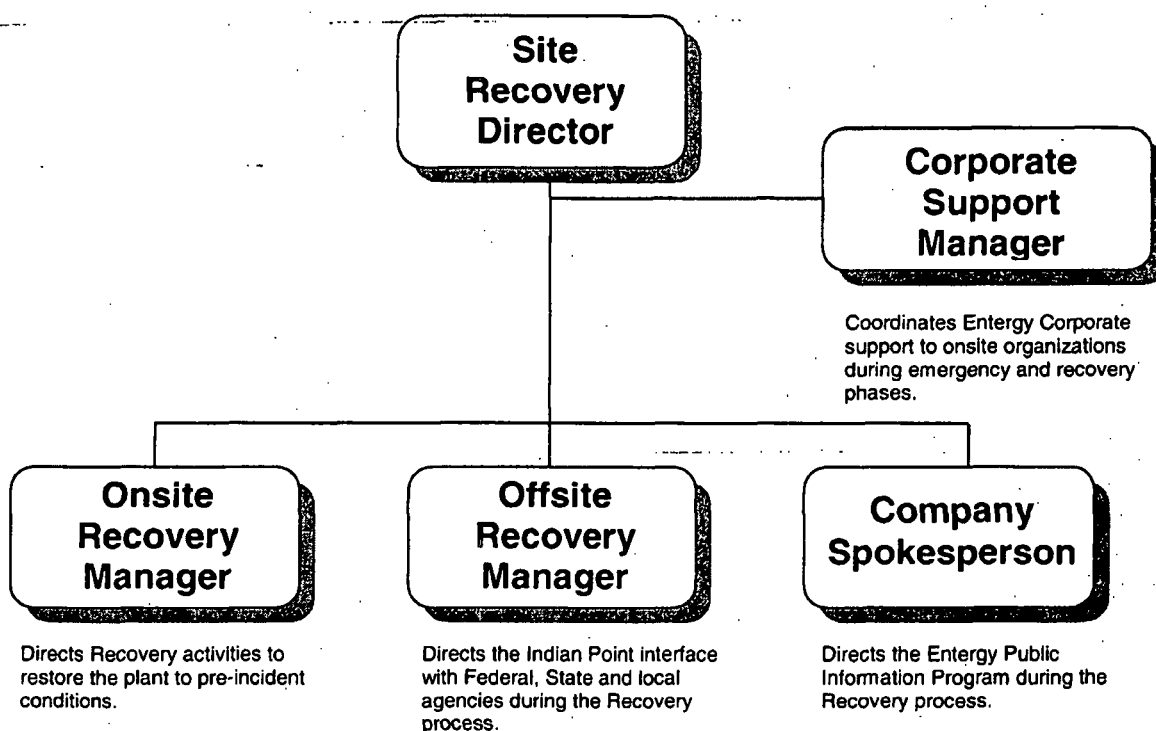 Site
Recovery
Director
Corporate
Support
Manager
Coordinates Entergy Corporate
support to onsite organizations
during emergency and recovery
phases.
Onsite
Recovery
Manager
Directs Recovery activities to
restore the plant to pre-incident
conditions.
Offsite
Recovery
Manager
Directs the Indian Point interface
with Federal, State and local
agencies during the Recovery
process.
Company
Spokesperson
Directs the Entergy Public
Information Program during the
Recovery process.